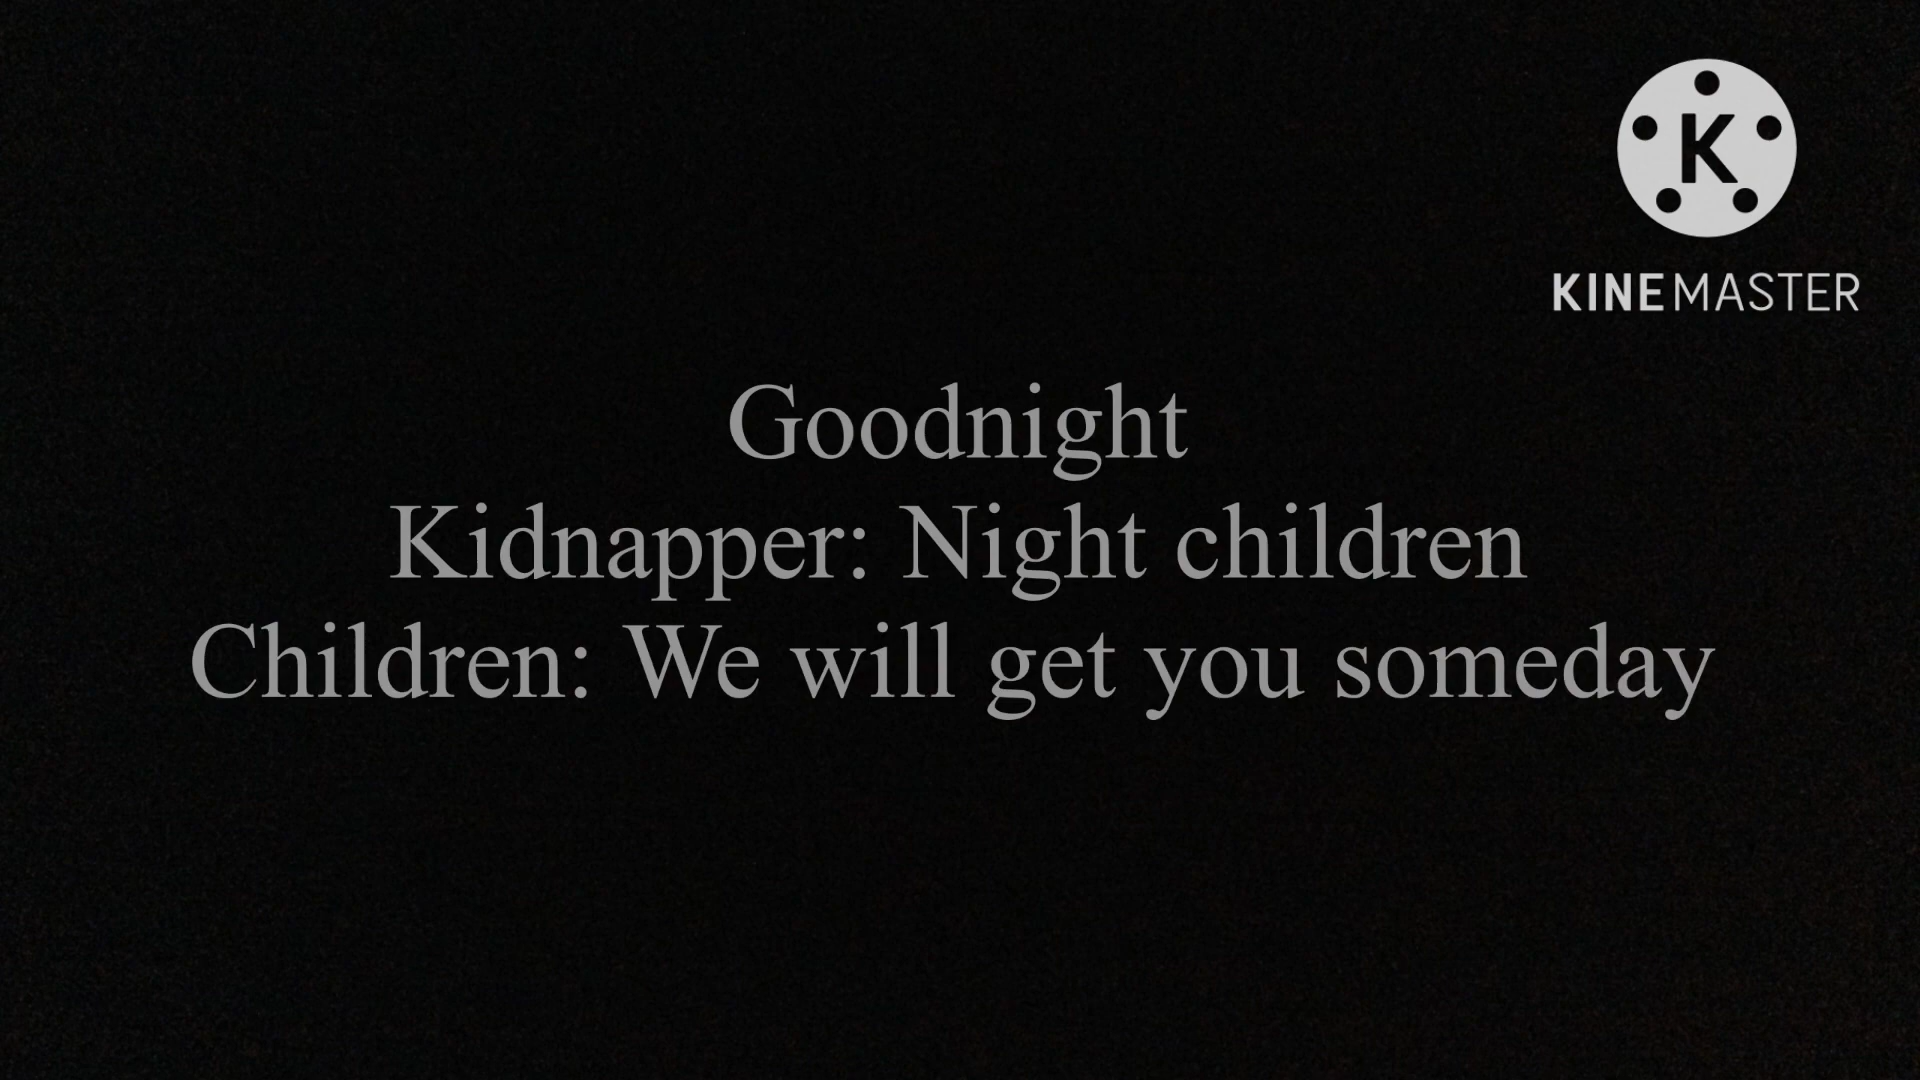 K
KINEMASTER
Goodnight
Kidnapper: Night children
Children: We will get you someday